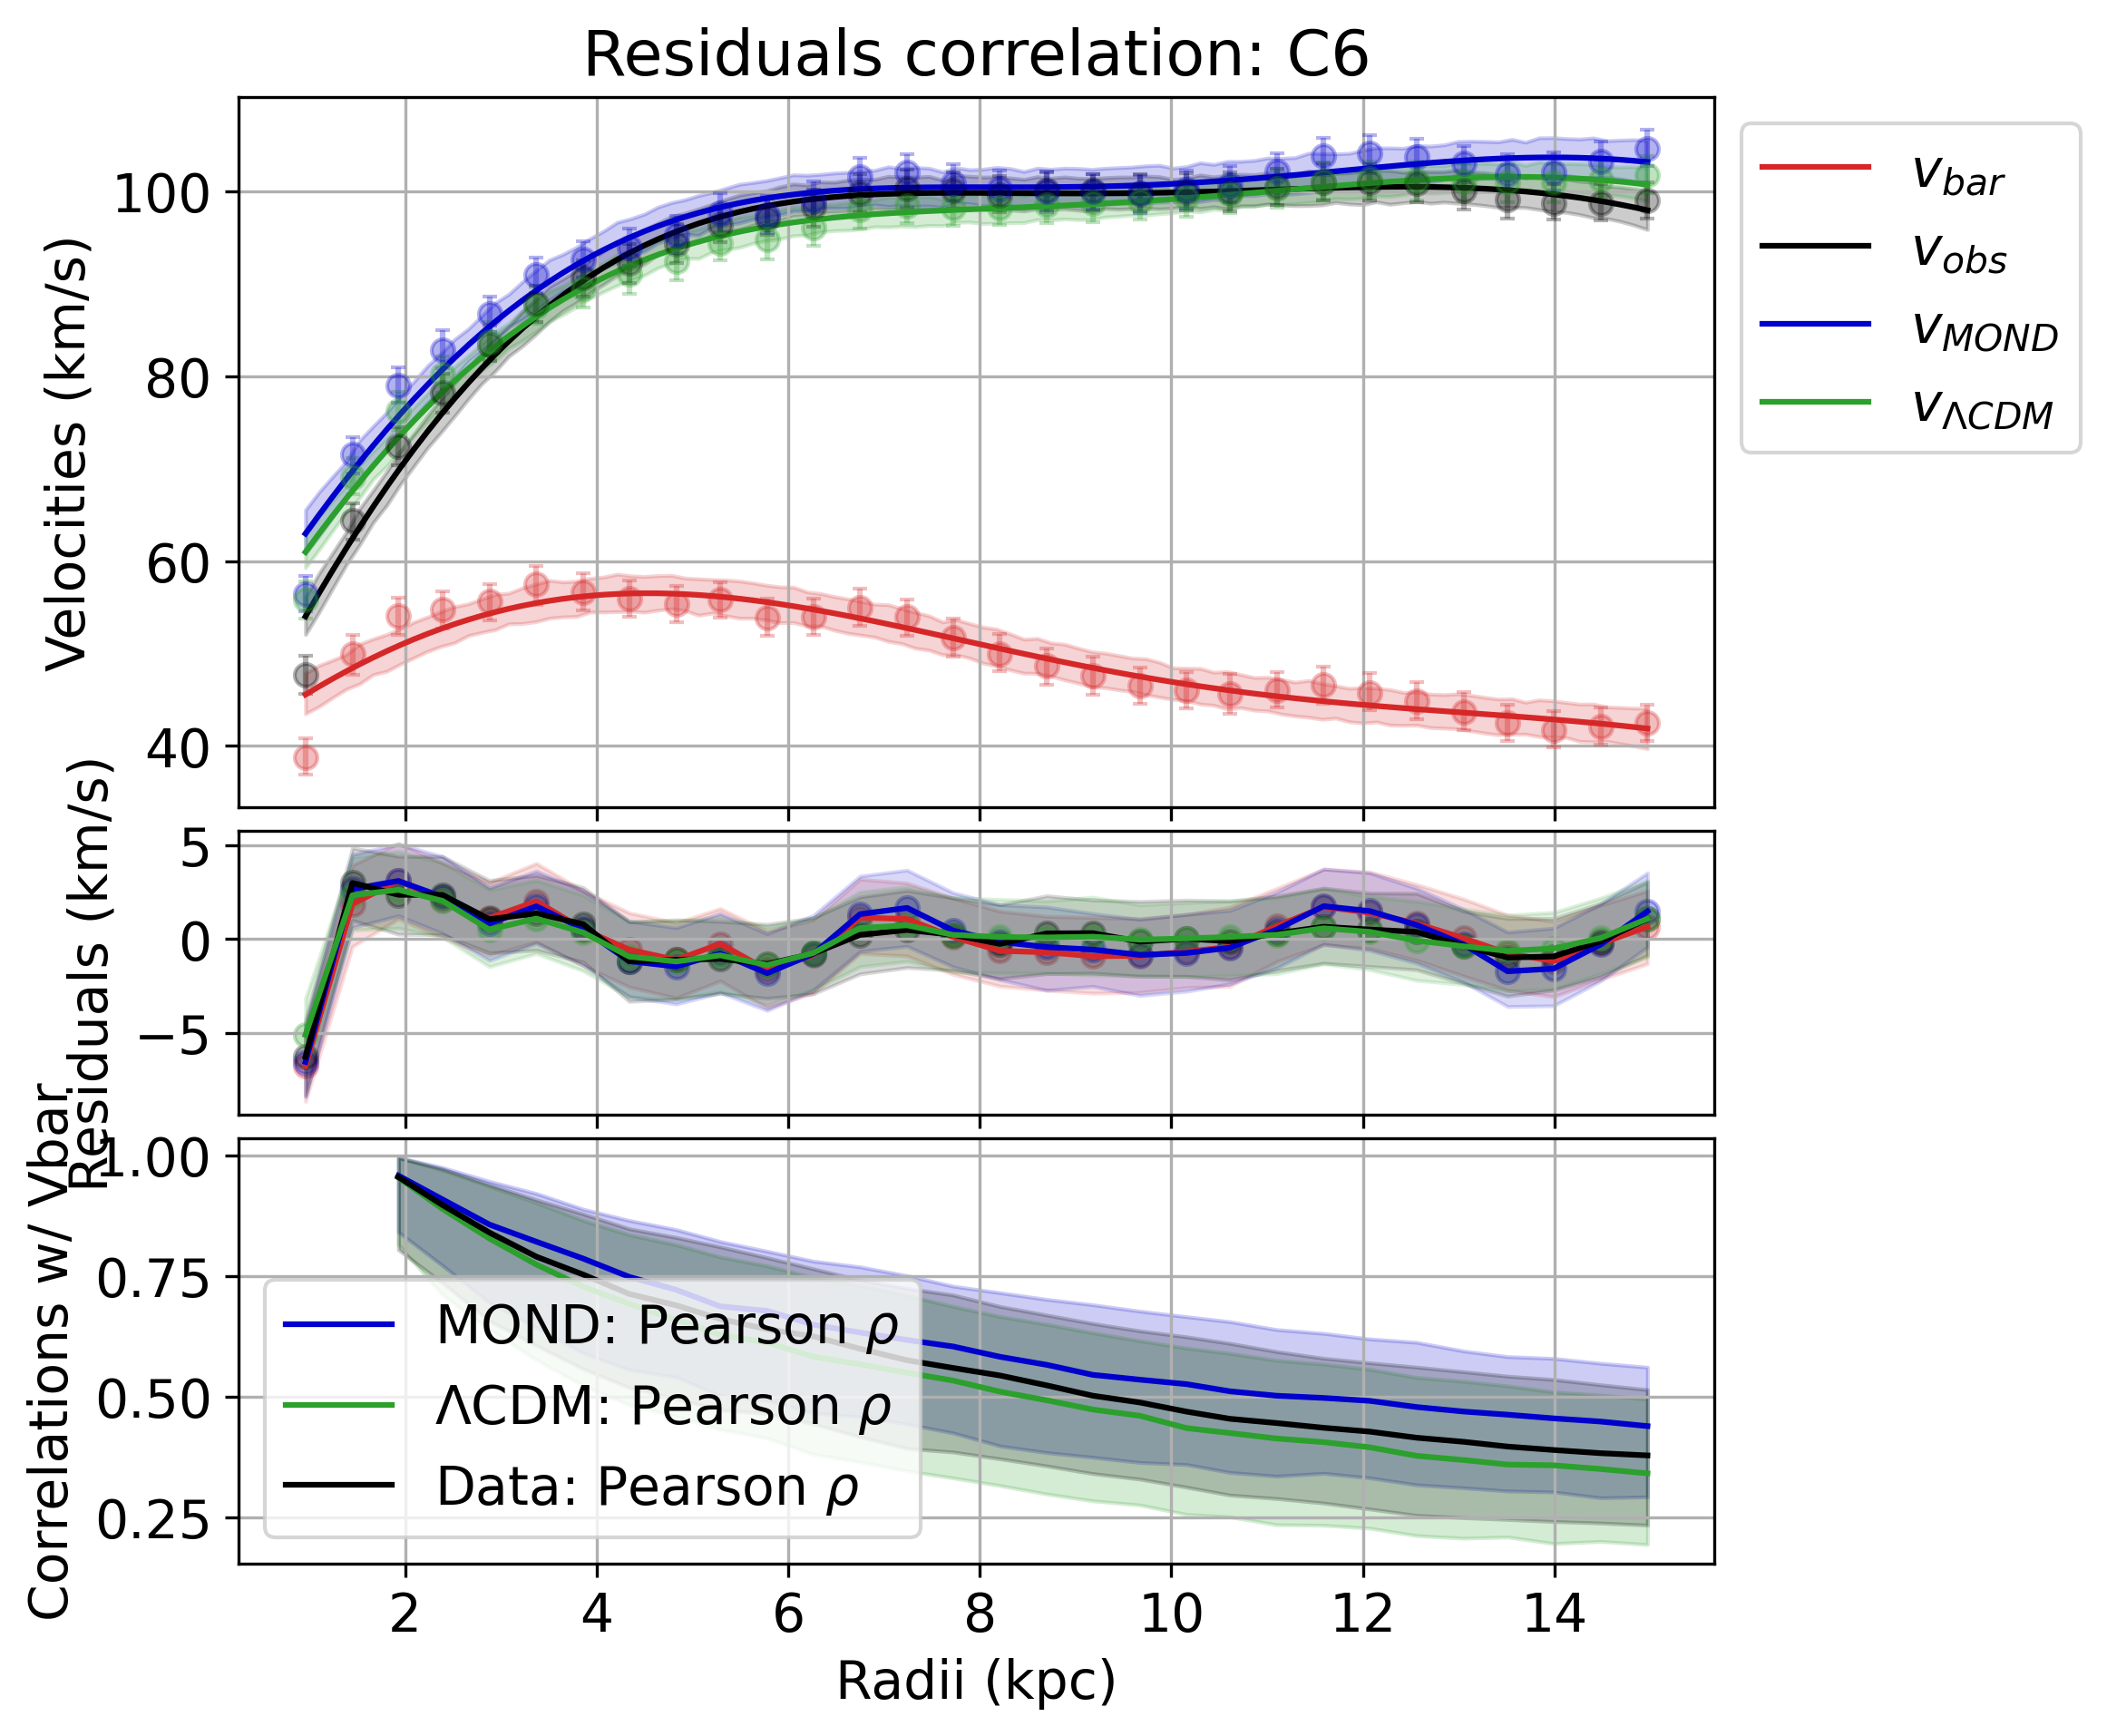 Residuals correlation: C6
Velocities (km/s)
100
80
60
40
v_bar
v_obs
v_MOND
v_ΛCDM
Residuals (km/s)
5
0
−5
Correlations w/ Vbar
1.00
0.75
0.50
0.25
MOND: Pearson ρ
ΛCDM: Pearson ρ
Data: Pearson ρ
2 4 6 8 10 12 14
Radii (kpc)